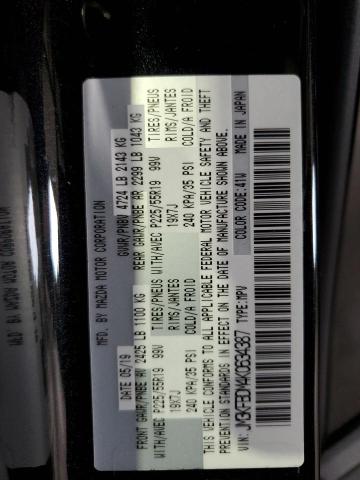 MFD. BY MAZDA MOTOR CORPORATION
DATE 05/19 GVWR/PNBV 4724 LB 2143 KG
FRONT GAWR/PNBE AV 2425 LB 1100 KG REAR GAWR/PNBE AR 2299 LB 1043 KG
WITH/AVEC P225/55R19 99V TIRES/PNEUS WITH/AVEC P225/55R19 99V TIRES/PNEUS
19X7J RIMS/JANTES 19X7J RIMS/JANTES
240 KPA/35 PSI COLD/A FROID 240 KPA/35 PSI COLD/A FROID
THIS VEHICLE CONFORMS TO ALL APPLICABLE FEDERAL MOTOR VEHICLE SAFETY AND THEFT
PREVENTION STANDARDS IN EFFECT ON THE DATE OF MANUFACTURE SHOWN ABOVE.
VIN: JM3KFBDM4K0634387 TYPE:MPV COLOR CODE:41W MADE IN JAPAN